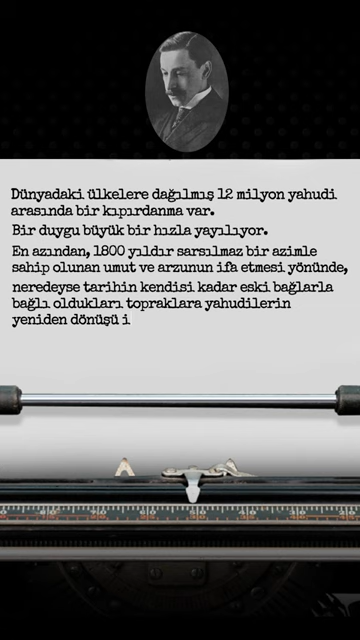 Dünyadaki ülkelere dağılmış 12 milyon yahudi
arasında bir kıpırdanma var.
Bir duygu büyük bir hızla yayılıyor.
En azından, 1800 yıldır sarsılmaz bir azimle
sahip olunan umut ve arzunun ifa etmesi yönünde,
neredeyse tarihin kendisi kadar eski bağlarla
bağlı oldukları topraklara yahudilerin
yeniden dönüşü i